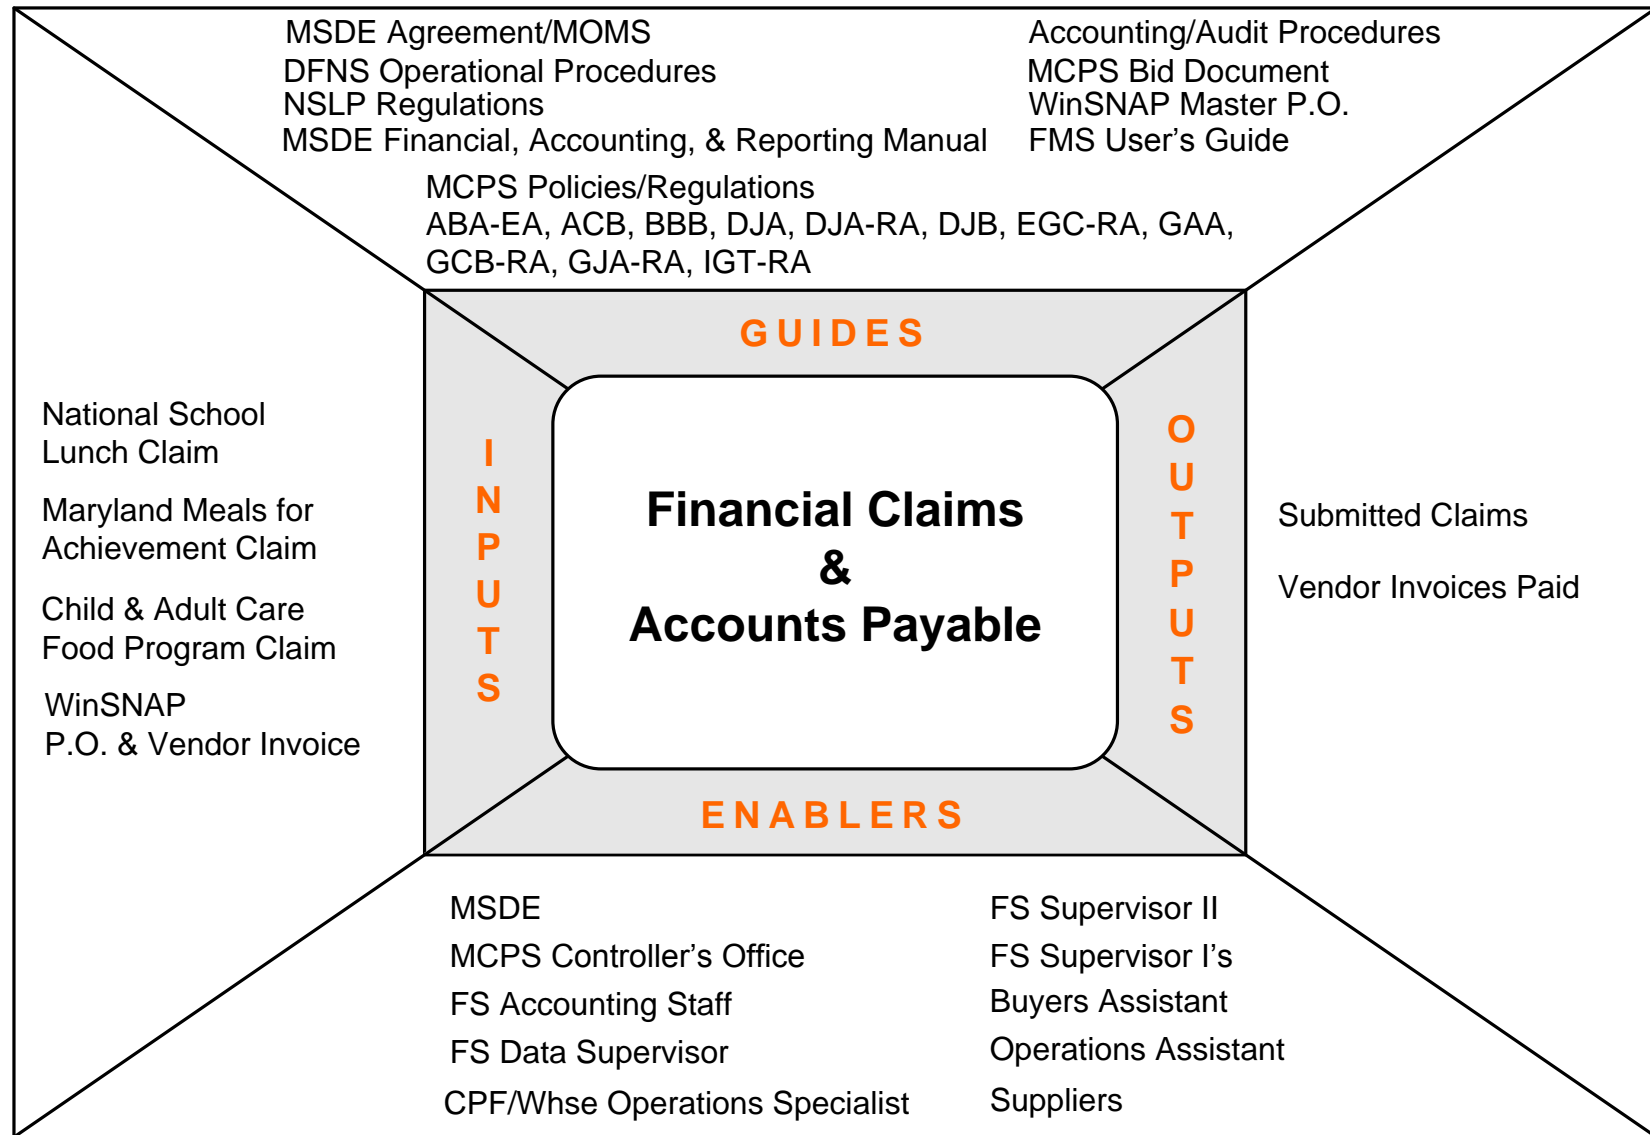 MSDE Agreement/MOMS
DFNS Operational Procedures
NSLP Regulations
MSDE Financial, Accounting, & Reporting Manual
Accounting/Audit Procedures
MCPS Bid Document
WinSNAP Master P.O.
FMS User’s Guide
MCPS Policies/Regulations
ABA-EA, ACB, BBB, DJA, DJA-RA, DJB, EGC-RA, GAA,
GCB-RA, GJA-RA, IGT-RA
GUIDES
National School
Lunch Claim
Maryland Meals for
Achievement Claim
Child & Adult Care
Food Program Claim
WinSNAP
P.O. & Vendor Invoice
INPUTS
Financial Claims
&
Accounts Payable
OUTPUTS
Submitted Claims
Vendor Invoices Paid
ENABLERS
MSDE
MCPS Controller’s Office
FS Accounting Staff
FS Data Supervisor
CPF/Whse Operations Specialist
FS Supervisor II
FS Supervisor I’s
Buyers Assistant
Operations Assistant
Suppliers